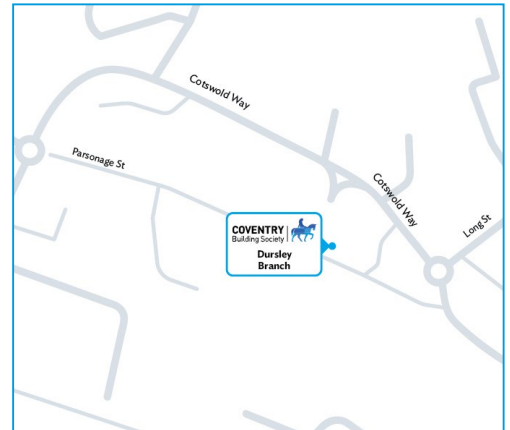 Cotswold Way
Parsonage St
Cotswold Way
Long St
COVENTRY
Building Society
Dursley
Branch